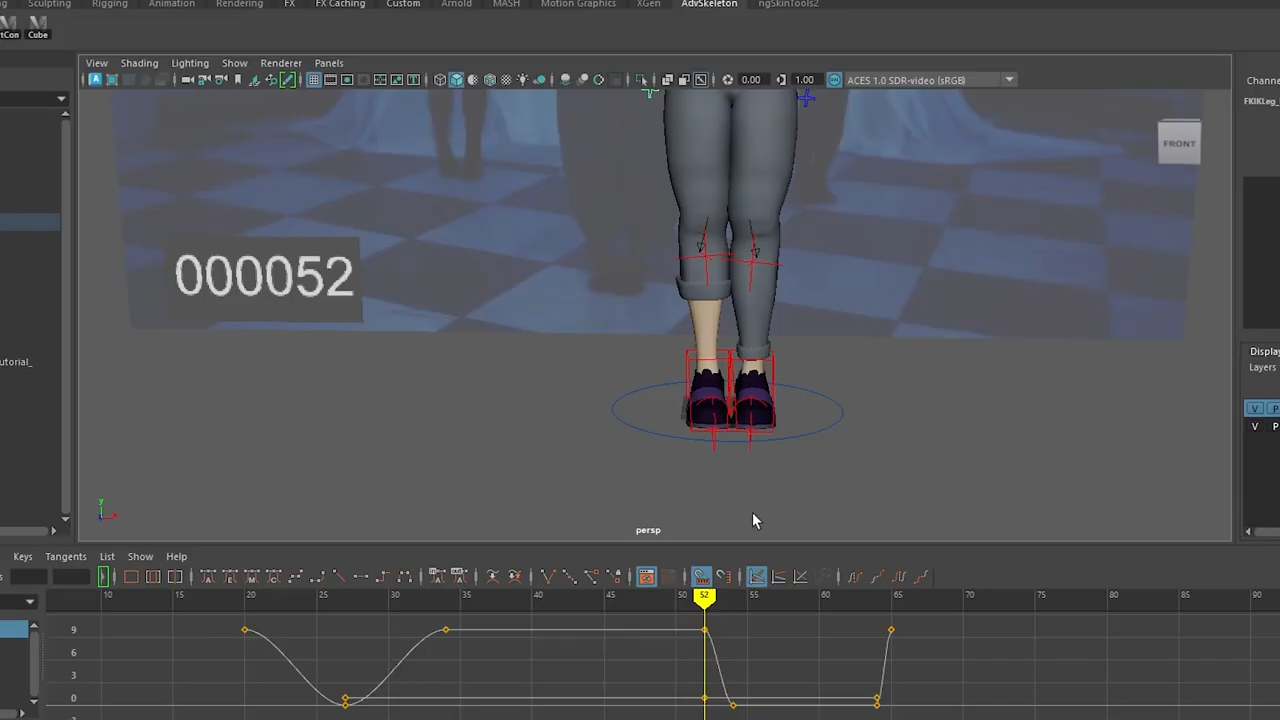 Sculpting Rigging Animation Rendering FX FX Caching Custom Arnold MASH Motion Graphics XGen AdvSkeleton ngSkinTools2
Cube
View Shading Lighting Show Renderer Panels
0.00 1.00 ACES 1.0 SDR-video (sRGB)
Channe
FKIKLeg_
FRONT
000052
utorial_
Display
Layers
V P
V P
y
persp
Keys Tangents List Show Help
10 15 20 25 30 35 40 45 50 52 55 60 65 70 75 80 85 90
9
6
3
0